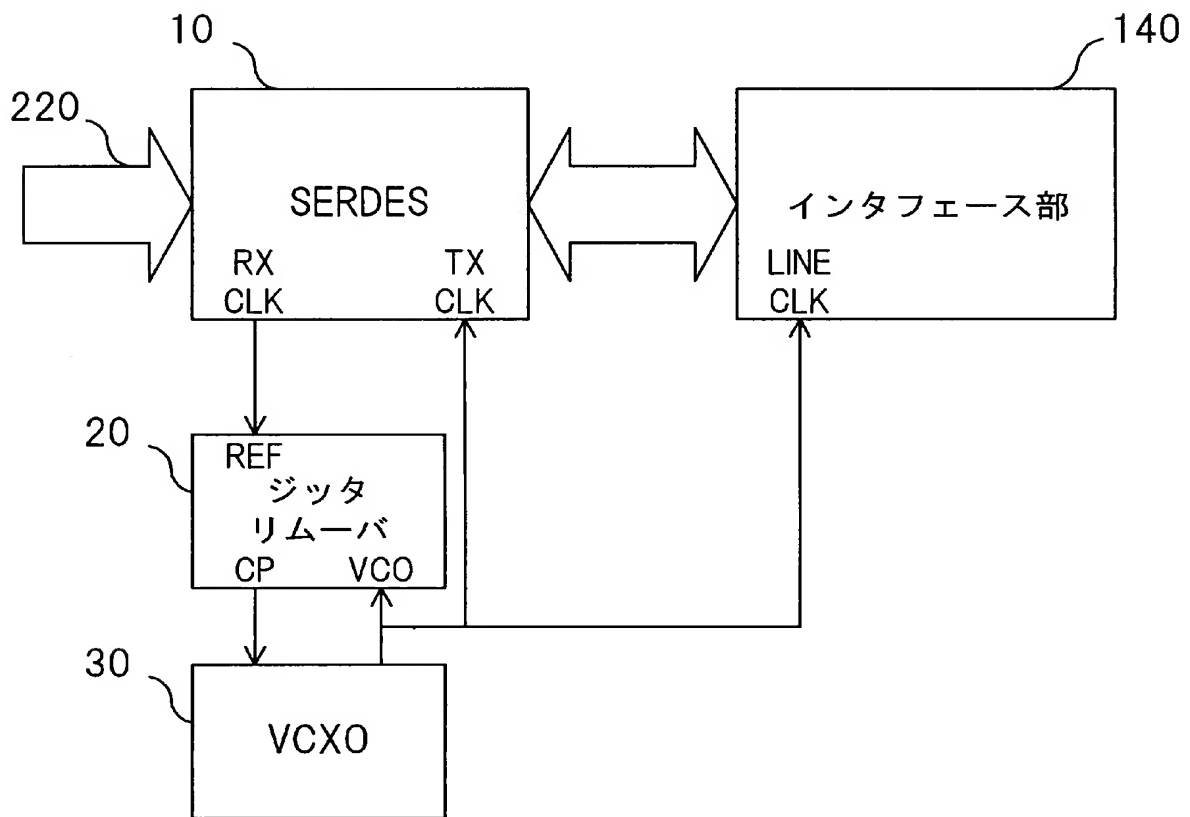 10
140
220
SERDES
インタフェース部
RX
CLK
TX
CLK
LINE
CLK
20
REF
ジッタ
リムーバ
CP
VCO
30
VCXO